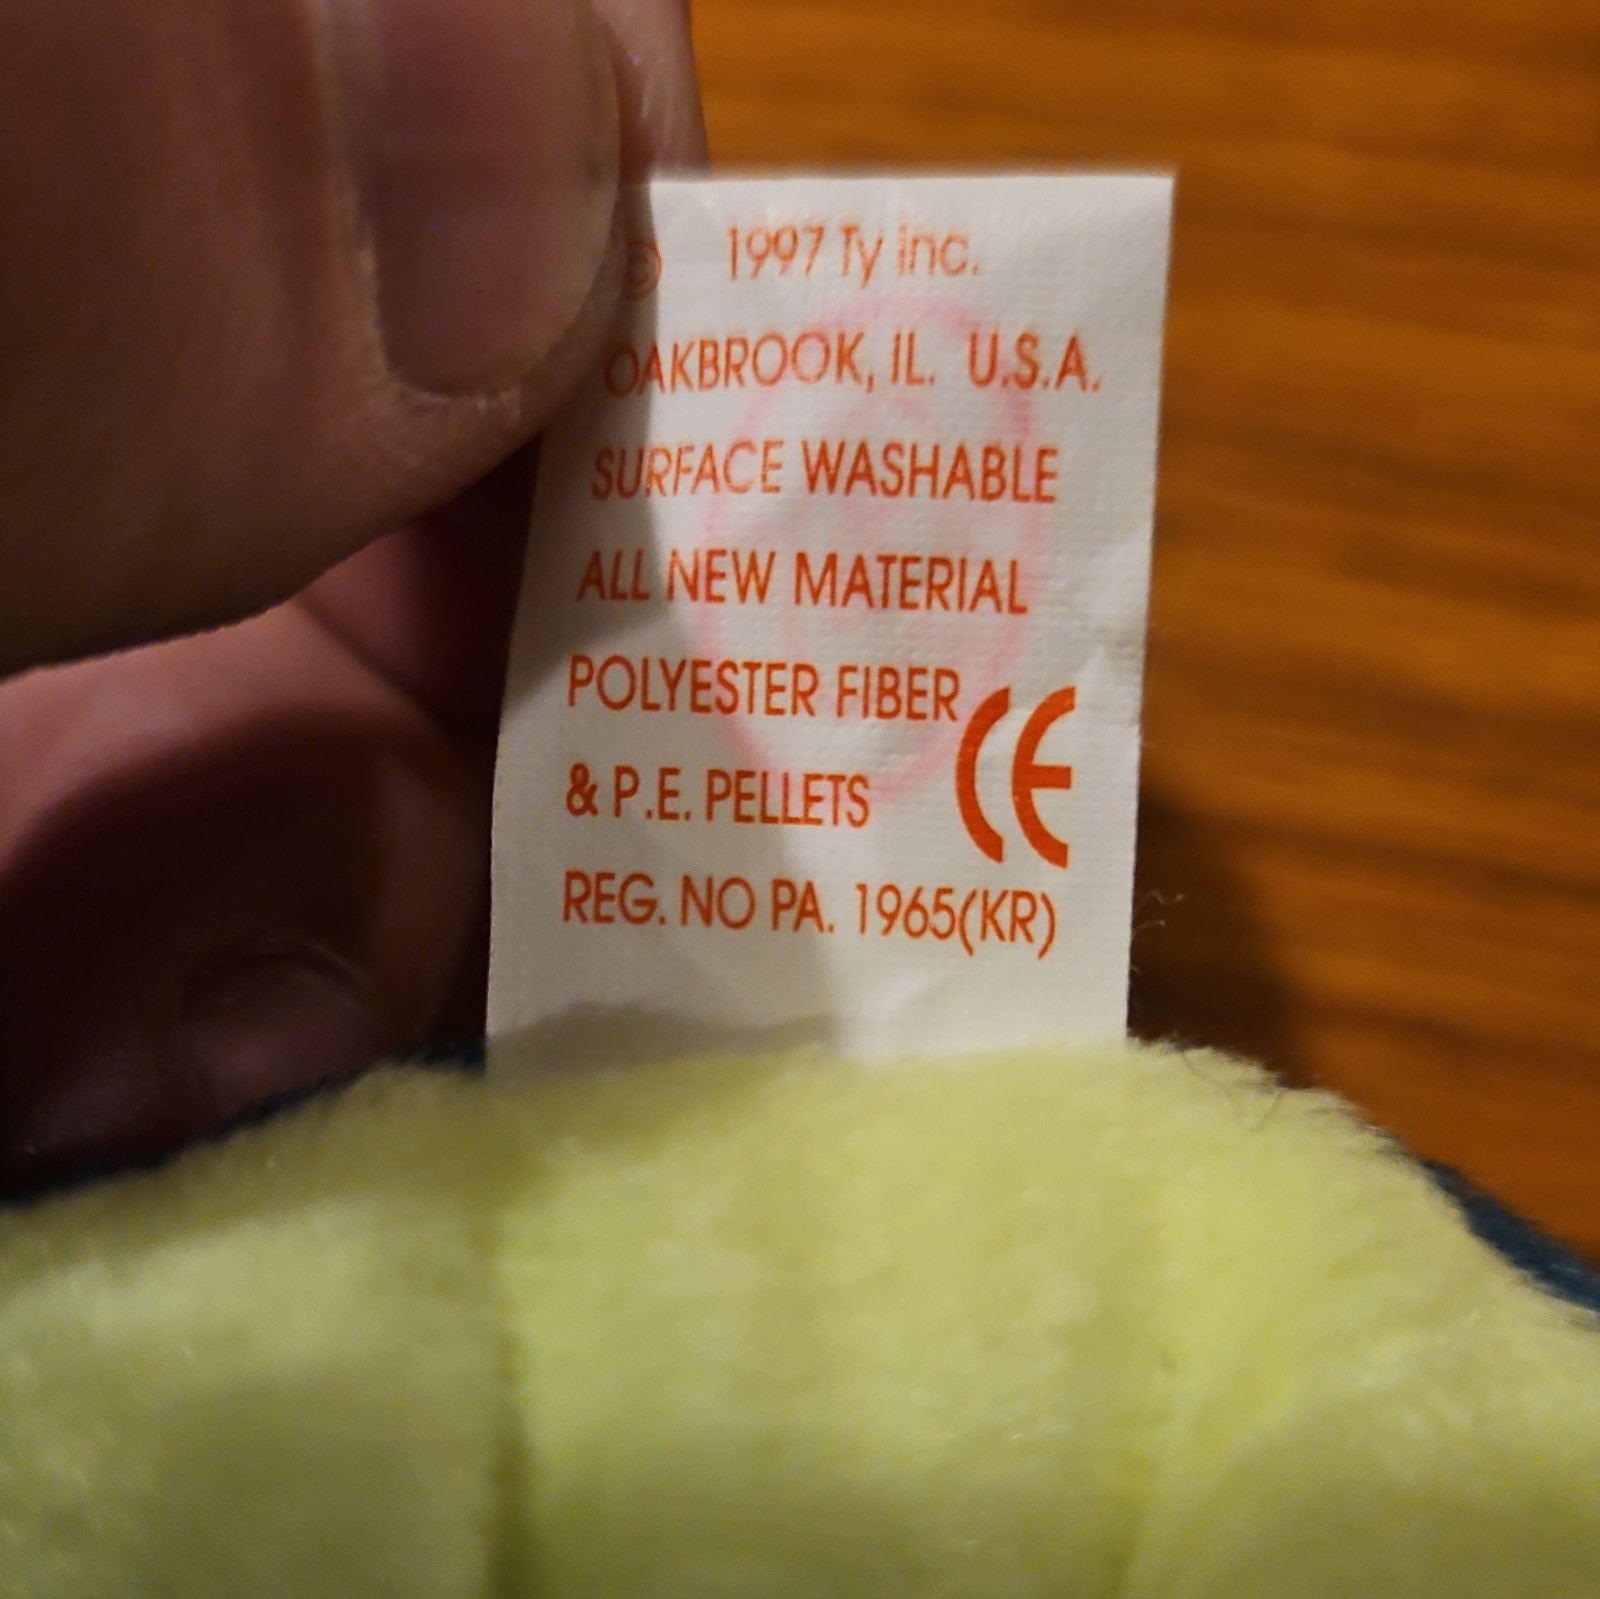 © 1997 Ty Inc.
OAKBROOK, IL. U.S.A.
SURFACE WASHABLE
ALL NEW MATERIAL
POLYESTER FIBER
& P.E. PELLETS
CE
REG. NO PA. 1965(KR)